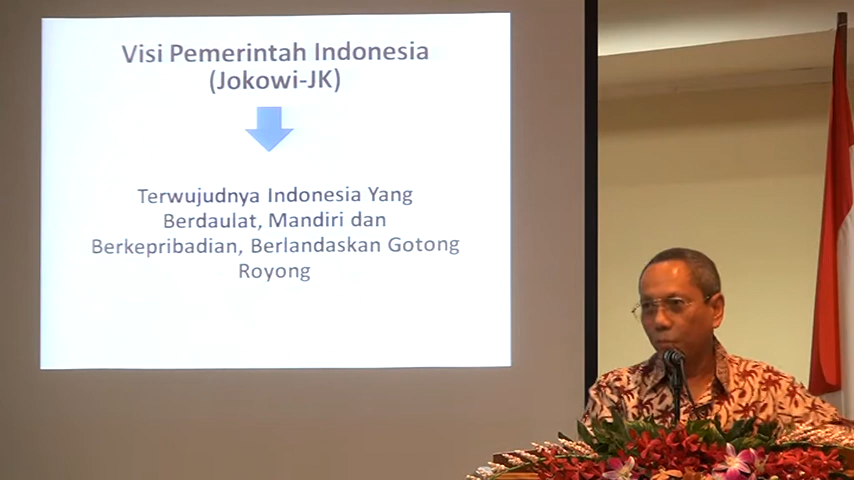 Visi Pemerintah Indonesia
(Jokowi-JK)
Terwujudnya Indonesia Yang
Berdaulat, Mandiri dan
Berkepribadian, Berlandaskan Gotong
Royong